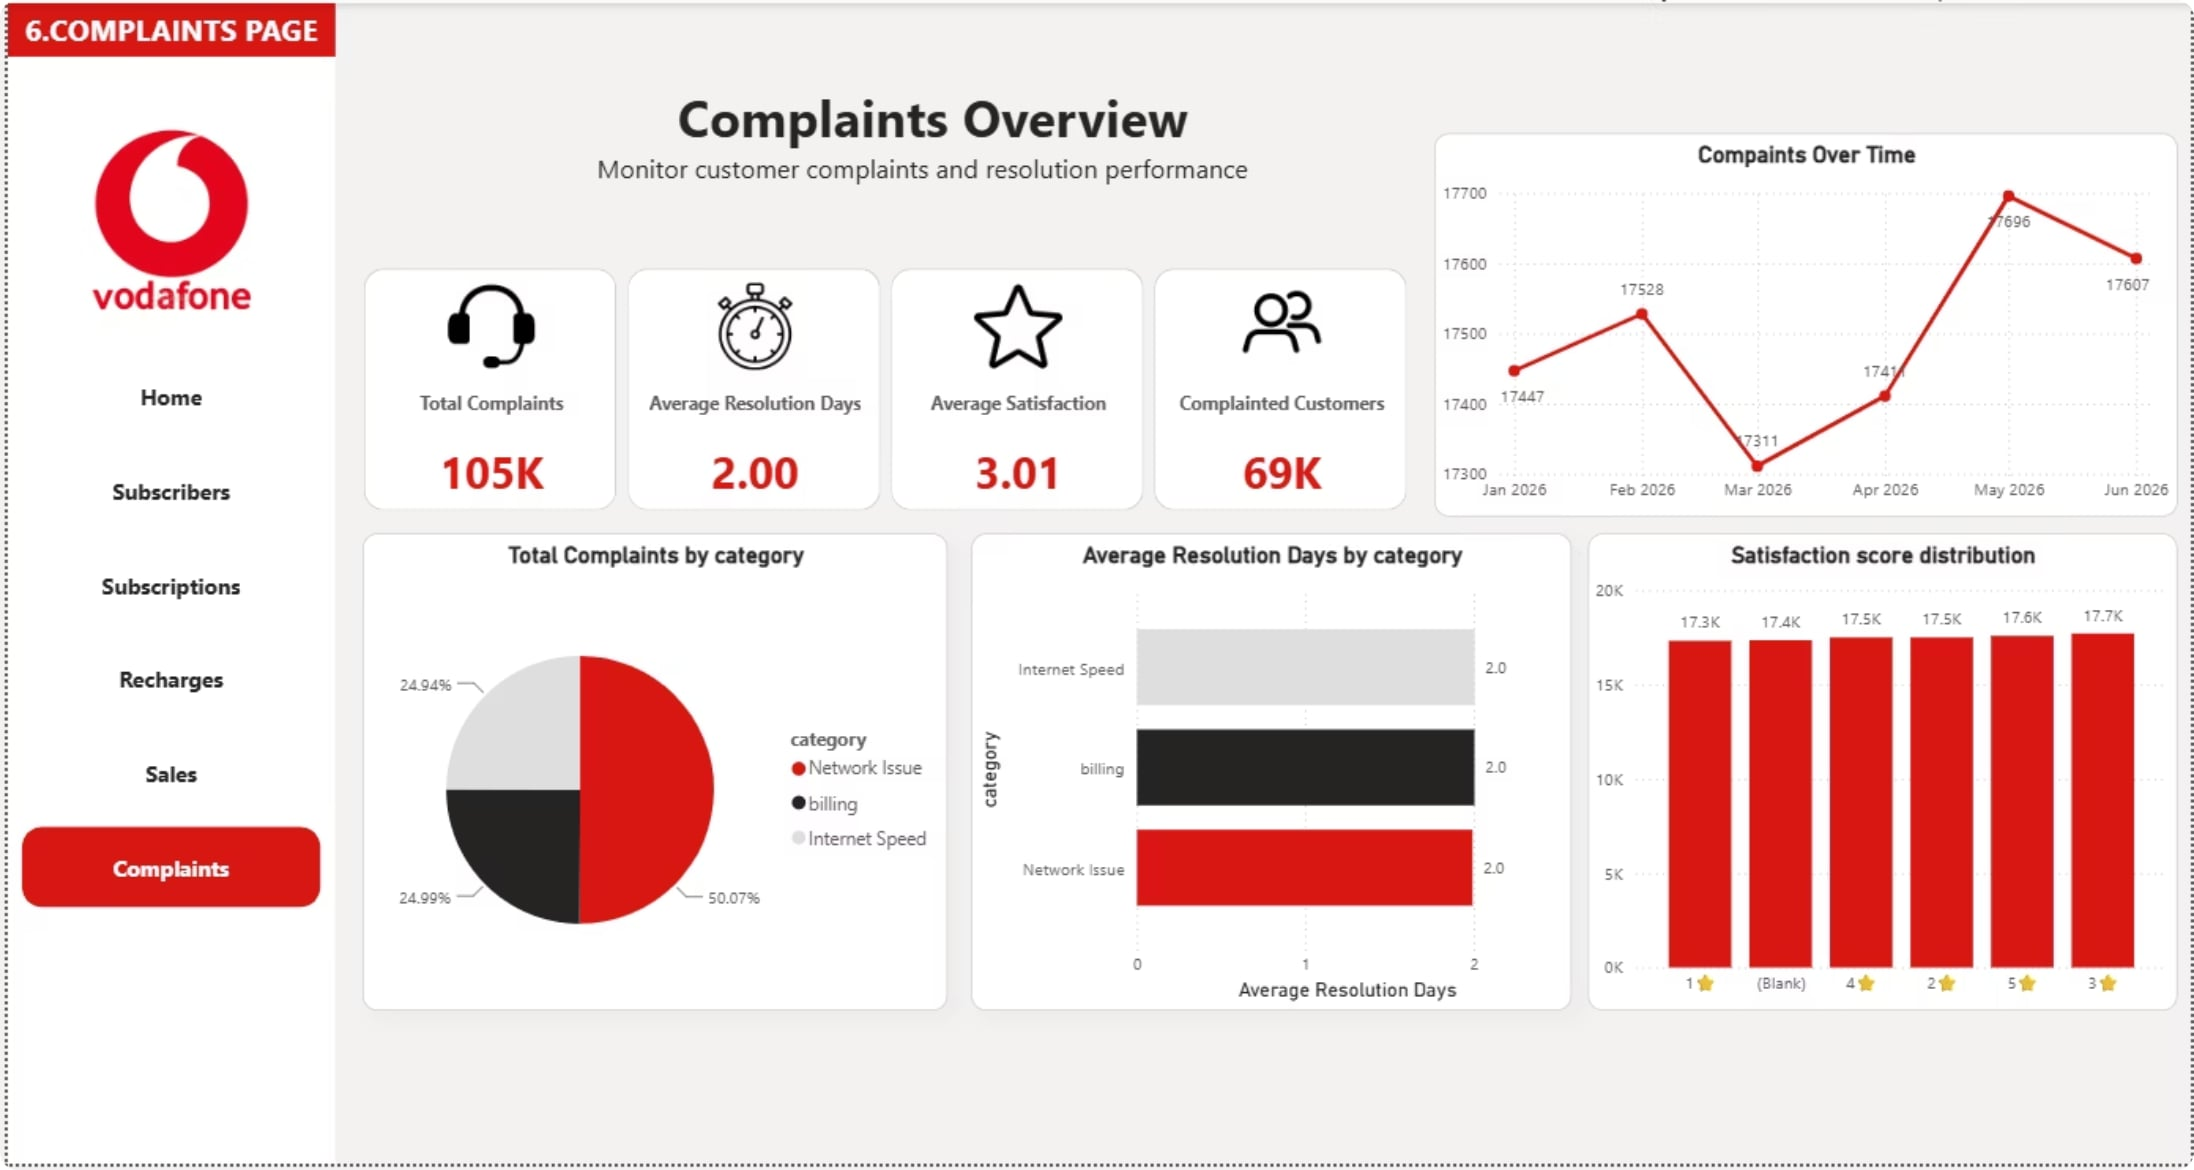 6.COMPLAINTS PAGE
vodafone
Home
Subscribers
Subscriptions
Recharges
Sales
Complaints
Complaints Overview
Monitor customer complaints and resolution performance
Total Complaints
105K
Average Resolution Days
2.00
Average Satisfaction
3.01
Complainted Customers
69K
Compaints Over Time
17700
17600
17500
17400
17300
17447
17528
17311
17411
17696
17607
Jan 2026
Feb 2026
Mar 2026
Apr 2026
May 2026
Jun 2026
Total Complaints by category
24.94%
24.99%
50.07%
category
Network Issue
billing
Internet Speed
Average Resolution Days by category
category
Internet Speed
2.0
billing
2.0
Network Issue
2.0
0
1
2
Average Resolution Days
Satisfaction score distribution
20K
15K
10K
5K
0K
17.3K
17.4K
17.5K
17.5K
17.6K
17.7K
1⭐
(Blank)
4⭐
2⭐
5⭐
3⭐